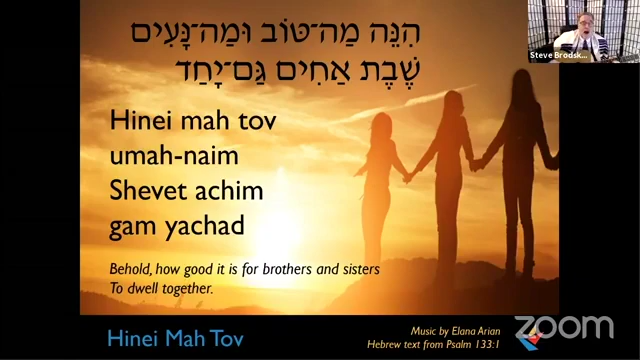 הִנֵּה מַה־טּוֹב וּמַה־נָּעִים
שֶׁבֶת אַחִים גַּם־יָחַד
Hinei mah tov
umah-naim
Shevet achim
gam yachad
Behold, how good it is for brothers and sisters
To dwell together.
Hinei Mah Tov
Music by Elana Arian
Hebrew text from Psalm 133:1
Steve Brodsk...
zoom